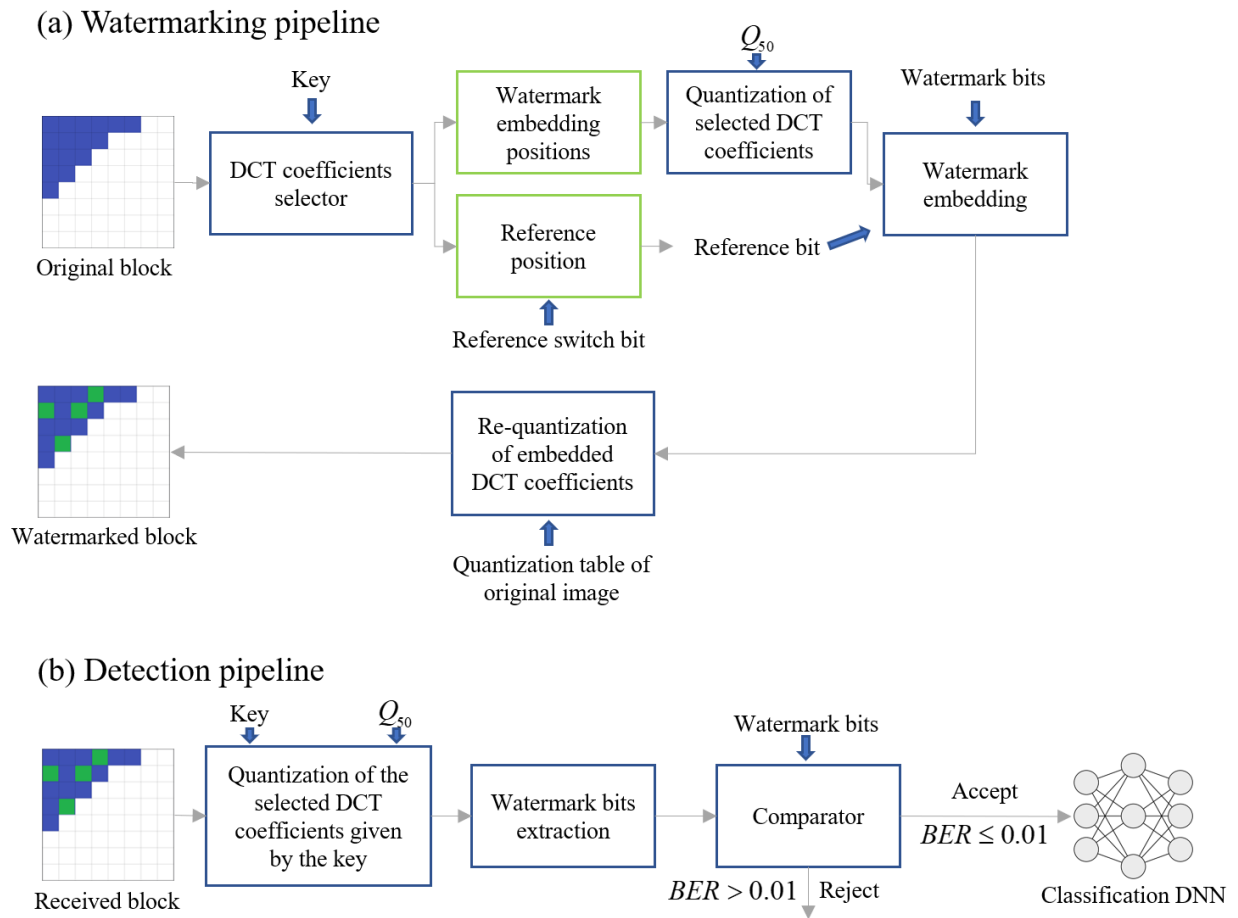 (a) Watermarking pipeline
Key
Q50
Watermark bits
Original block
DCT coefficients
selector
Watermark
embedding
positions
Quantization of
selected DCT
coefficients
Watermark
embedding
Reference
position
Reference bit
Reference switch bit
Watermarked block
Re-quantization
of embedded
DCT coefficients
Quantization table of
original image
(b) Detection pipeline
Key
Q50
Watermark bits
Received block
Quantization of the
selected DCT
coefficients given
by the key
Watermark bits
extraction
Comparator
Accept
BER ≤ 0.01
BER > 0.01
Reject
Classification DNN